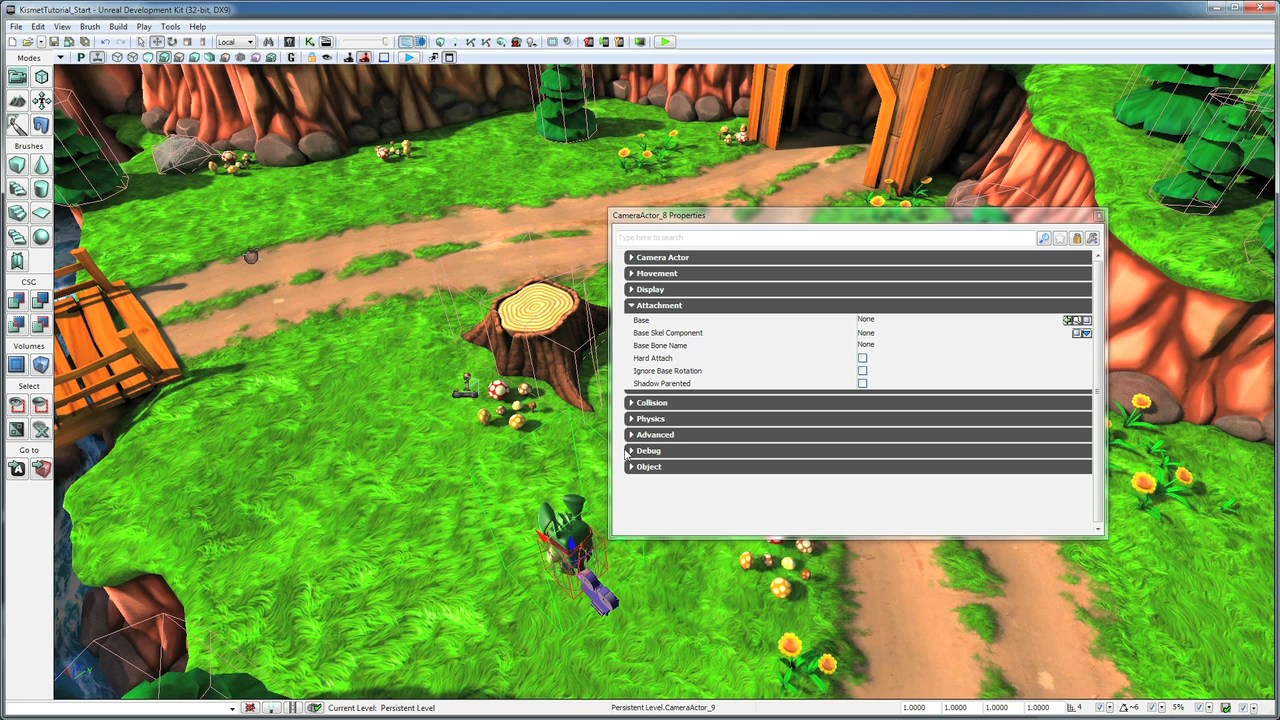 KismetTutorial_Start - Unreal Development Kit (32-bit, DX9)
File Edit View Brush Build Play Tools Help
Local
Modes
P
G
Brushes
CSG
Volumes
Select
Go to
CameraActor_8 Properties
Type here to search
Camera Actor
Movement
Display
Attachment
Base None
Base Skel Component None
Base Bone Name None
Hard Attach
Ignore Base Rotation
Shadow Parented
Collision
Physics
Advanced
Debug
Object
Current Level: Persistent Level
Persistent Level.CameraActor_9
1.0000 1.0000 1.0000 1.0000 4 ~6 5%